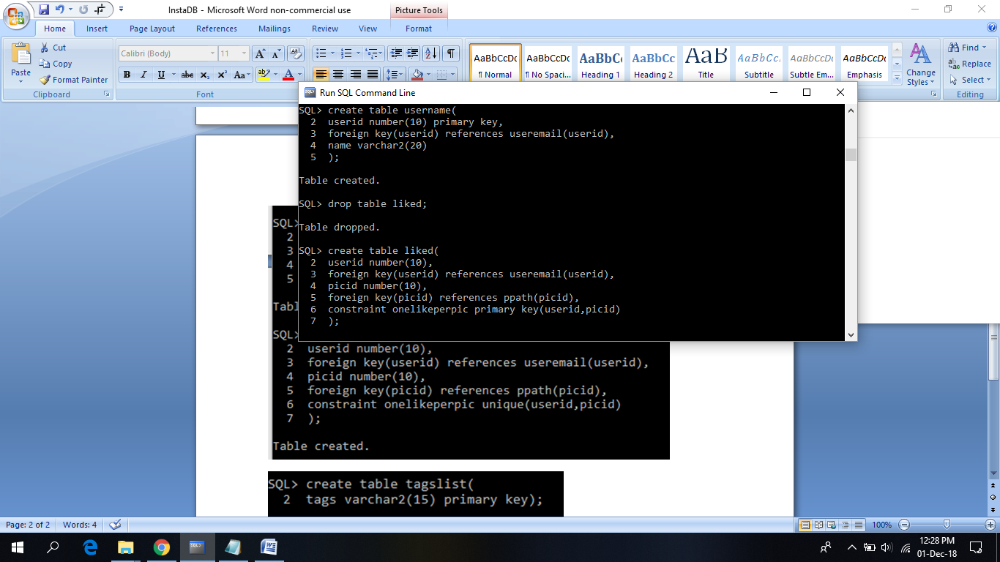 InstaDB - Microsoft Word non-commercial use
Picture Tools
Home Insert Page Layout References Mailings Review View Format
Paste
Cut
Copy
Format Painter
Clipboard
Calibri (Body) 11
B I U abc x₂ x² Aa ab A
Font
AaBbCcDc AaBbCcDc AaBbC AaBbCc AaB AaBbCc. AaBbCcDc AaBbCcDc
¶ Normal ¶ No Spaci... Heading 1 Heading 2 Title Subtitle Subtle Em... Emphasis
Change
Styles
Find
Replace
Select
Editing
Run SQL Command Line
SQL> create table username(
2 userid number(10) primary key,
3 foreign key(userid) references useremail(userid),
4 name varchar2(20)
5 );
Table created.
SQL> drop table liked;
Table dropped.
SQL> create table liked(
2 userid number(10),
3 foreign key(userid) references useremail(userid),
4 picid number(10),
5 foreign key(picid) references ppath(picid),
6 constraint onelikeperpic primary key(userid,picid)
7 );
SQL>
2
3
4
5
Tabl
SQL>
2 userid number(10),
3 foreign key(userid) references useremail(userid),
4 picid number(10),
5 foreign key(picid) references ppath(picid),
6 constraint onelikeperpic unique(userid,picid)
7 );
Table created.
SQL> create table tagslist(
2 tags varchar2(15) primary key);
Page: 2 of 2 Words: 4 100%
12:28 PM
01-Dec-18